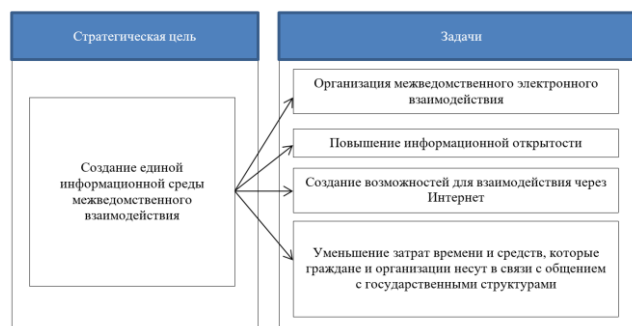 Стратегическая цель
Задачи
Создание единой
информационной среды
межведомственного
взаимодействия
Организация межведомственного электронного
взаимодействия
Повышение информационной открытости
Создание возможностей для взаимодействия через
Интернет
Уменьшение затрат времени и средств, которые
граждане и организации несут в связи с общением
с государственными структурами